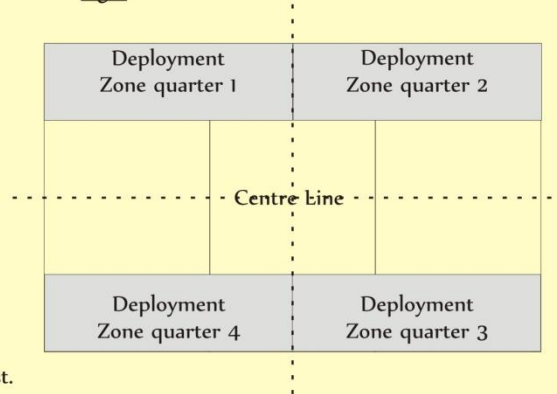 Deployment
Zone quarter 1
Deployment
Zone quarter 2
Centre Line
Deployment
Zone quarter 4
Deployment
Zone quarter 3